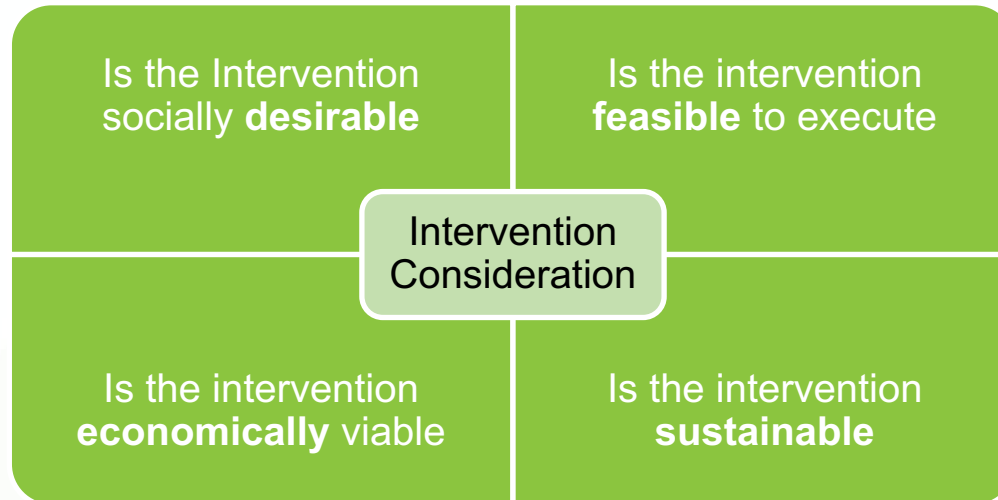 Is the Intervention
socially desirable
Is the intervention
feasible to execute
Intervention
Consideration
Is the intervention
economically viable
Is the intervention
sustainable